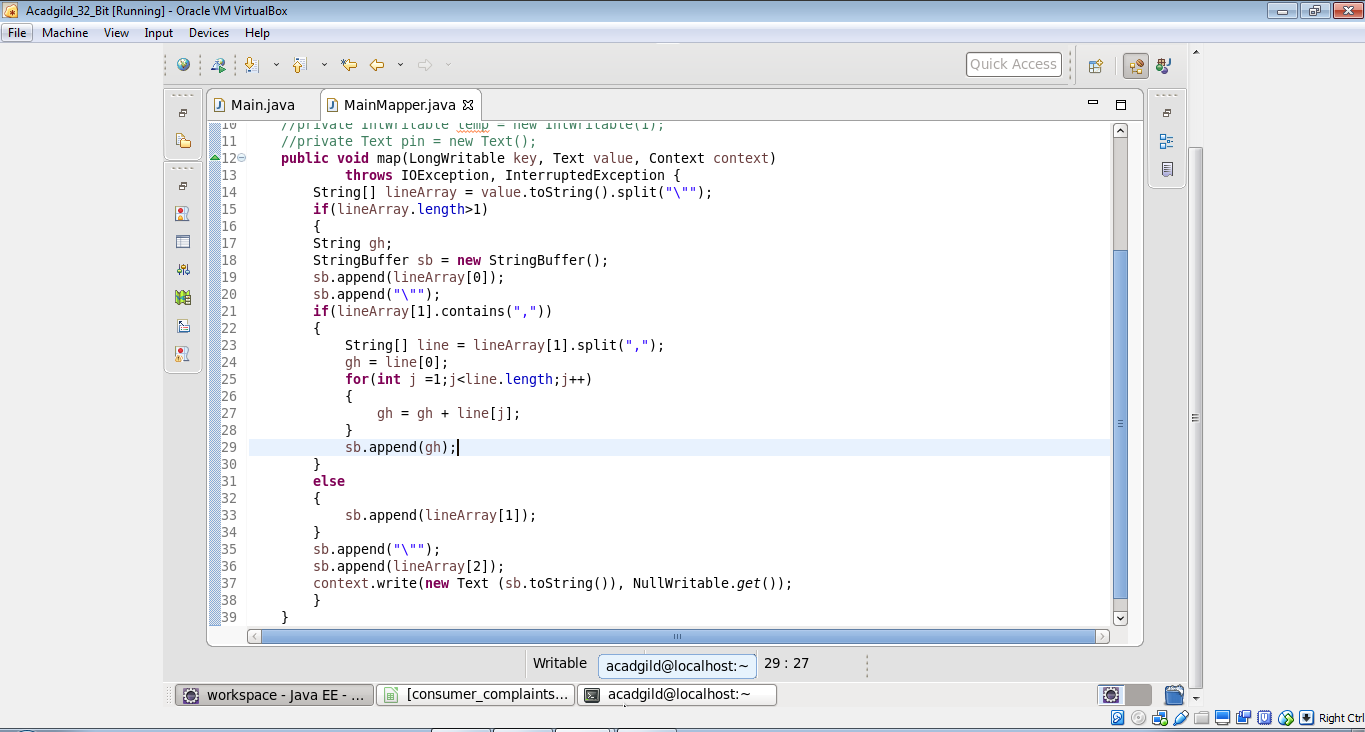 Acadgild_32_Bit [Running] - Oracle VM VirtualBox
File Machine View Input Devices Help
Quick Access
Main.java MainMapper.java
10 //private IntWritable temp = new IntWritable(1);
11 //private Text pin = new Text();
12 public void map(LongWritable key, Text value, Context context)
13 throws IOException, InterruptedException {
14 String[] lineArray = value.toString().split("\"");
15 if(lineArray.length>1)
16 {
17 String gh;
18 StringBuffer sb = new StringBuffer();
19 sb.append(lineArray[0]);
20 sb.append("\"");
21 if(lineArray[1].contains(","))
22 {
23 String[] line = lineArray[1].split(",");
24 gh = line[0];
25 for(int j =1;j<line.length;j++)
26 {
27 gh = gh + line[j];
28 }
29 sb.append(gh);
30 }
31 else
32 {
33 sb.append(lineArray[1]);
34 }
35 sb.append("\"");
36 sb.append(lineArray[2]);
37 context.write(new Text (sb.toString()), NullWritable.get());
38 }
39 }
Writable acadgild@localhost:~ 29 : 27
workspace - Java EE - ... [consumer_complaints... acadgild@localhost:~
Right Ctrl